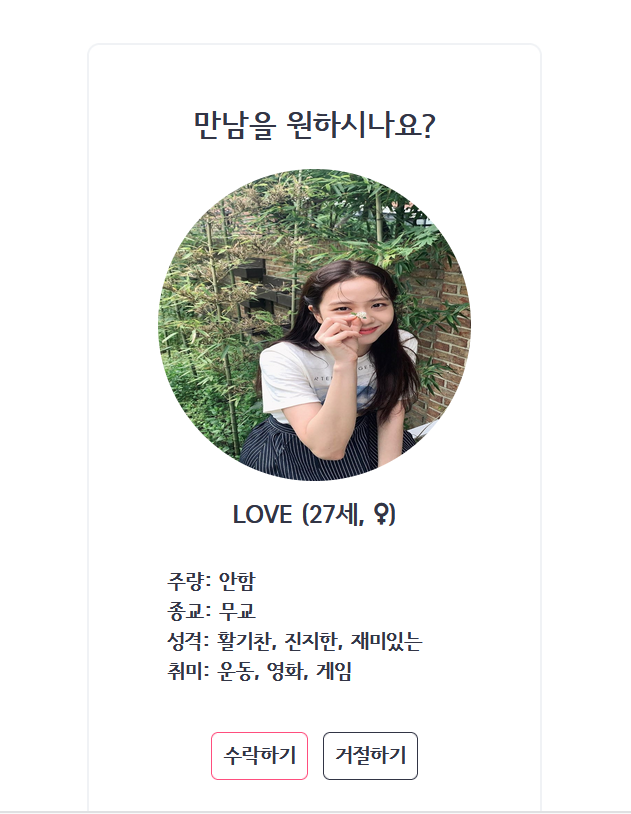 만남을 원하시나요?
LOVE (27세, ♀)
주량: 안함
종교: 무교
성격: 활기찬, 진지한, 재미있는
취미: 운동, 영화, 게임
수락하기 거절하기